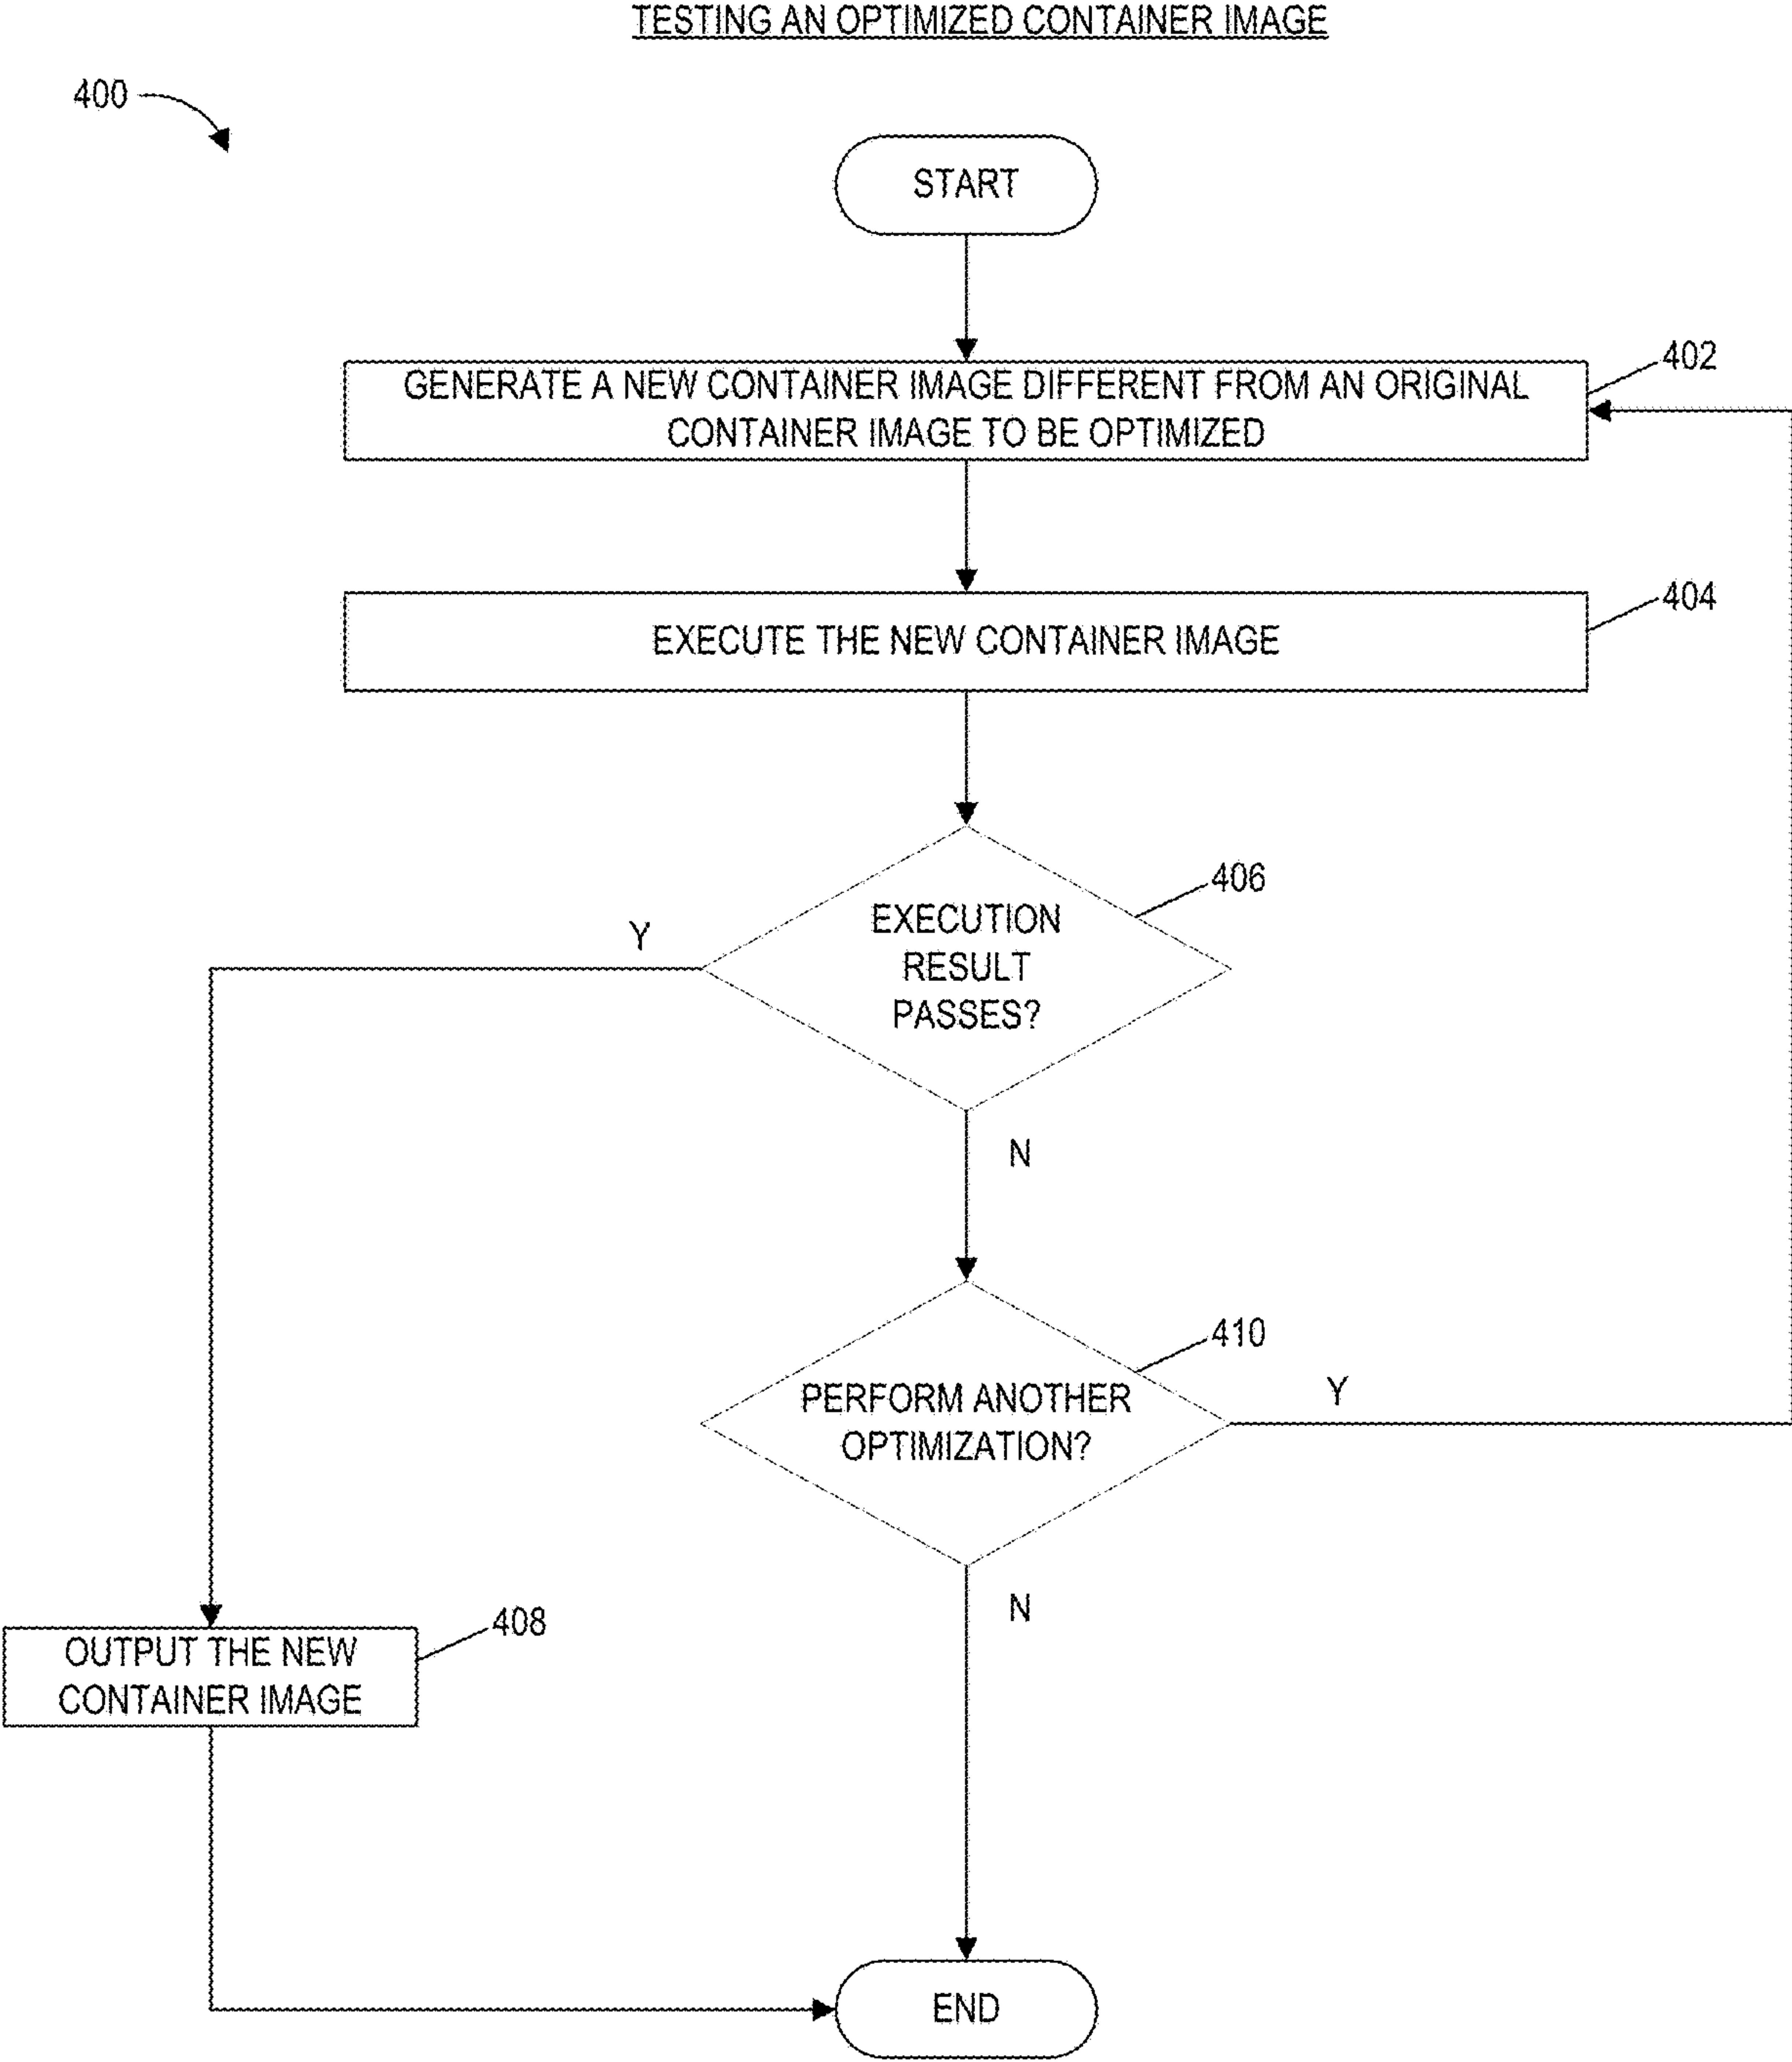 TESTING AN OPTIMIZED CONTAINER IMAGE
400
START
402
GENERATE A NEW CONTAINER IMAGE DIFFERENT FROM AN ORIGINAL
CONTAINER IMAGE TO BE OPTIMIZED
404
EXECUTE THE NEW CONTAINER IMAGE
406
EXECUTION
RESULT
PASSES?
Y
N
410
PERFORM ANOTHER
OPTIMIZATION?
Y
N
408
OUTPUT THE NEW
CONTAINER IMAGE
END